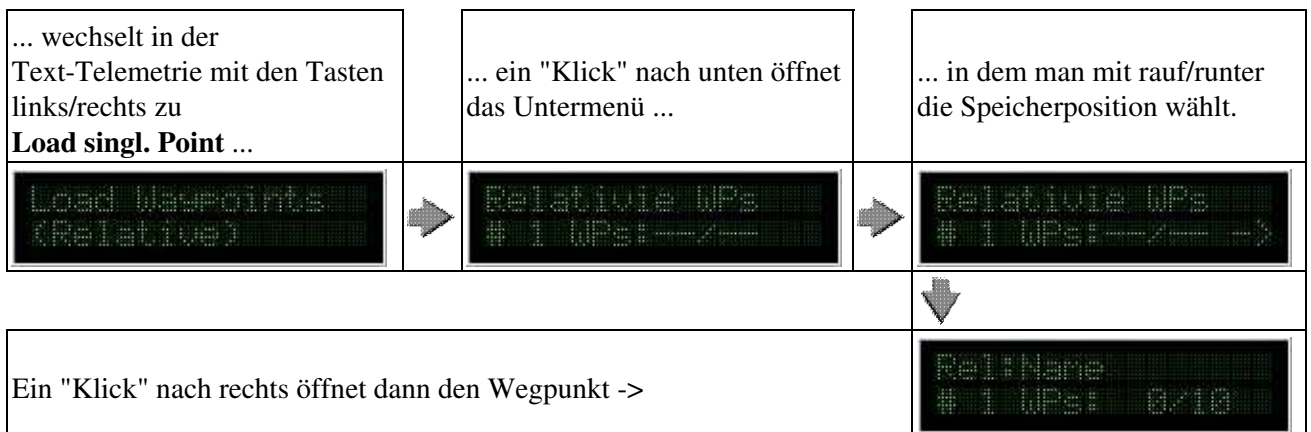 ... wechselt in der
Text-Telemetrie mit den Tasten
links/rechts zu
Load singl. Point ...
... ein "Klick" nach unten öffnet
das Untermenü ...
... in dem man mit rauf/runter
die Speicherposition wählt.
Load Waypoints
(Relative)
Relativie WPs
# 1 WPs:--/--
Relativie WPs
# 1 WPs:--/-- ->
Ein "Klick" nach rechts öffnet dann den Wegpunkt ->
Rel:Name
# 1 WPs: 0/10